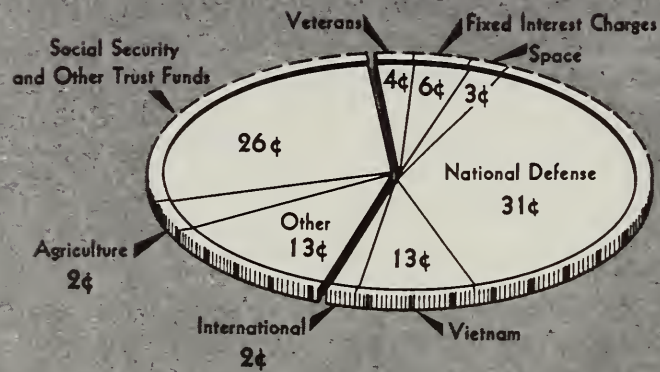 Veterans
Fixed Interest Charges
Social Security
and Other Trust Funds
Space
4¢ 6¢ 3¢
26¢
National Defense
31¢
Other
13¢
13¢
Agriculture
2¢
International
2¢
Vietnam